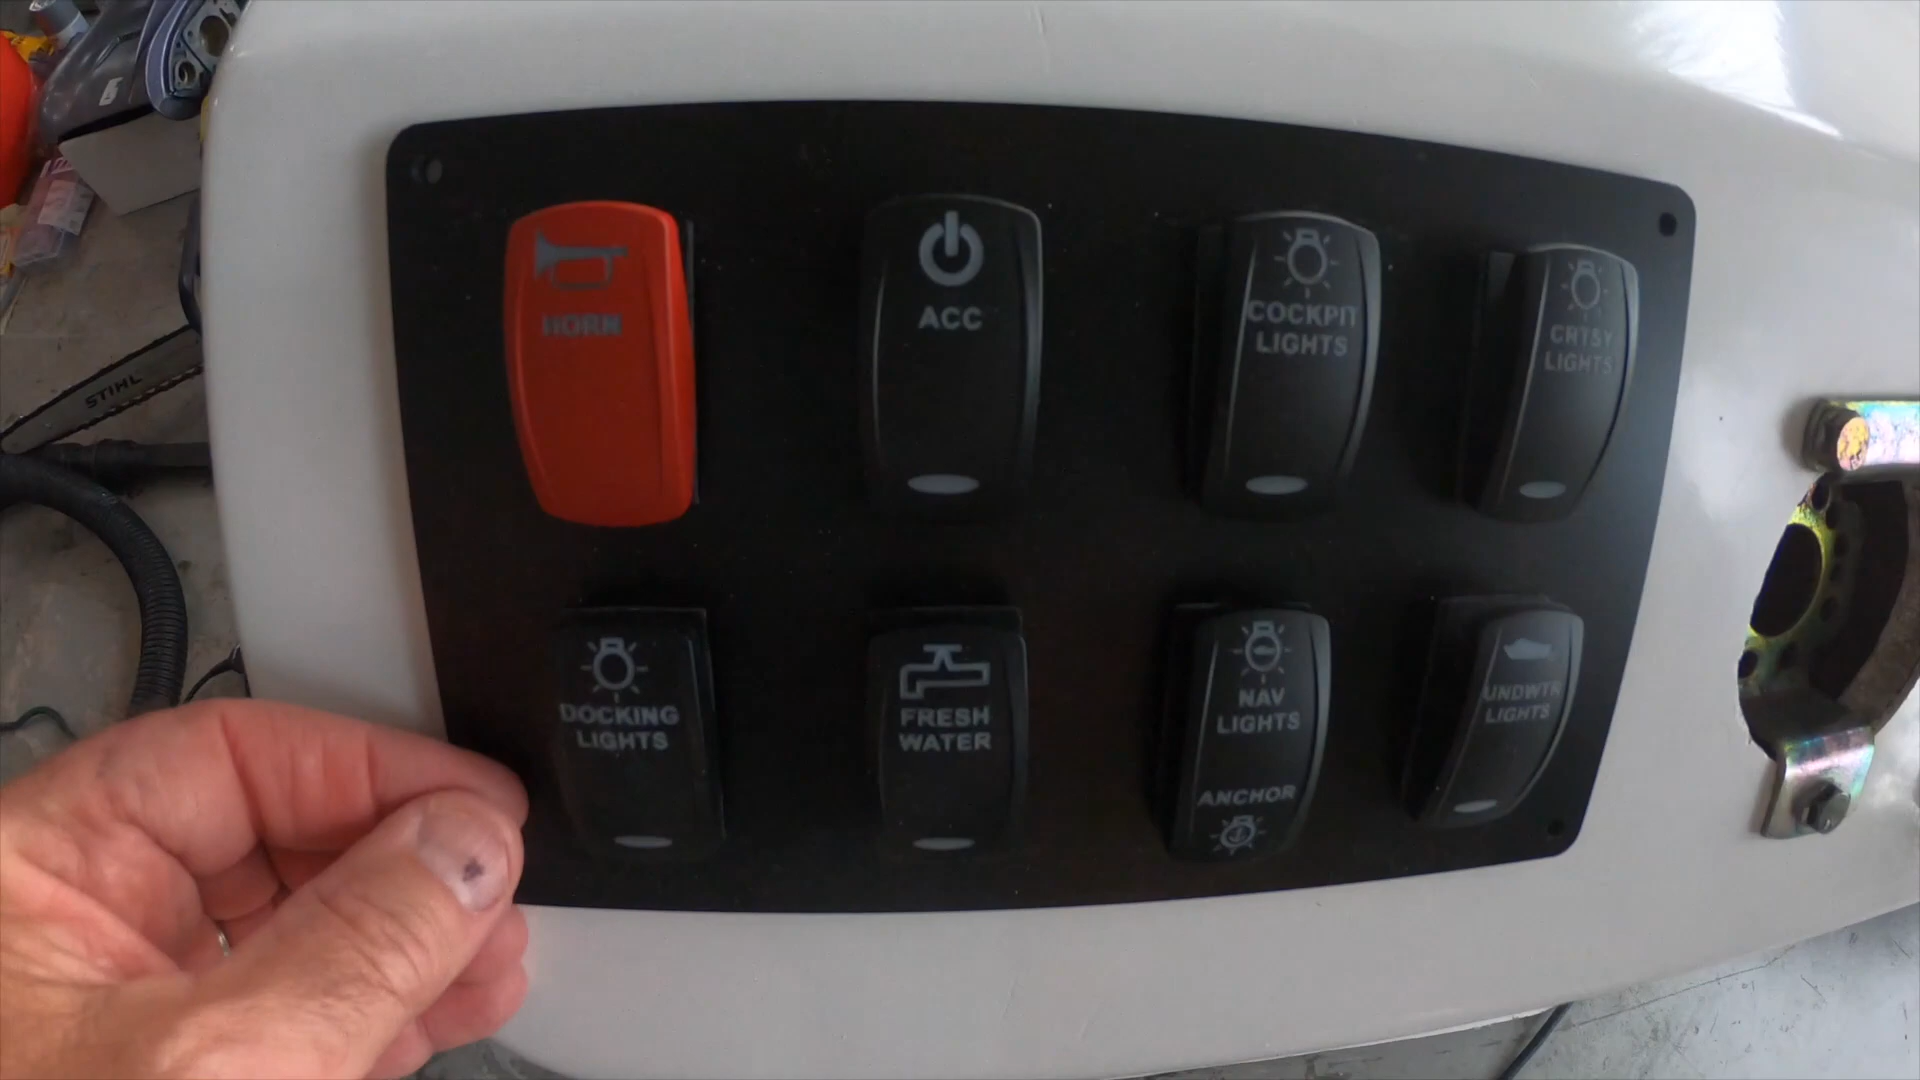 HORN
ACC
COCKPIT
LIGHTS
CRTSY
LIGHTS
STIHL
DOCKING
LIGHTS
FRESH
WATER
NAV
LIGHTS
ANCHOR
UNDWTR
LIGHTS